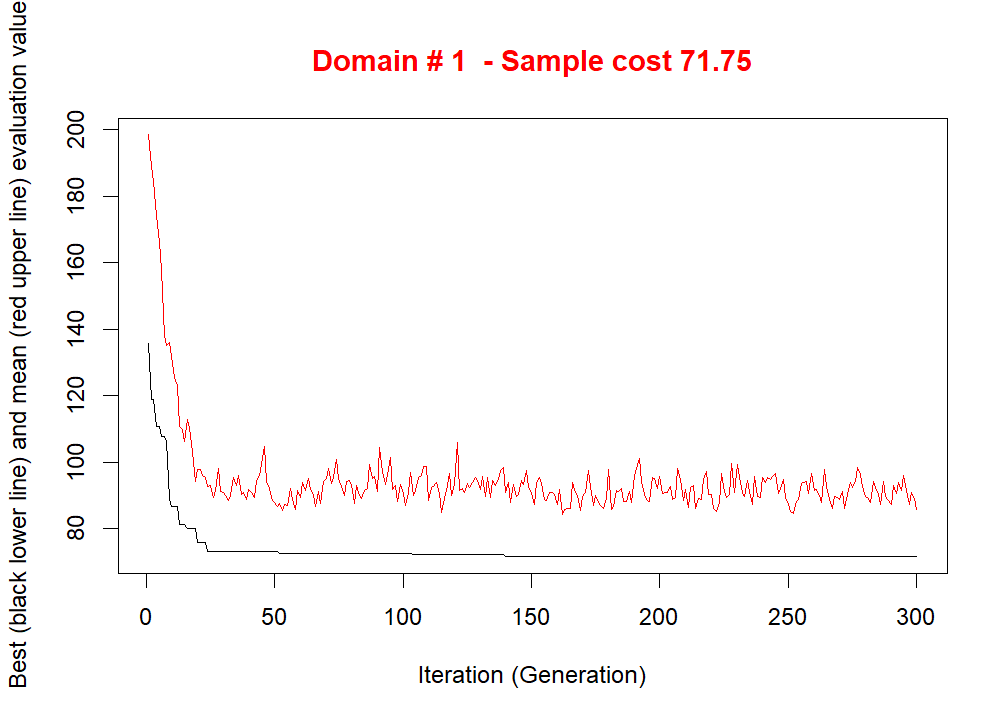 Domain # 1  - Sample cost 71.75
Best (black lower line) and mean (red upper line) evaluation value
200
180
160
140
120
100
80
0 50 100 150 200 250 300
Iteration (Generation)